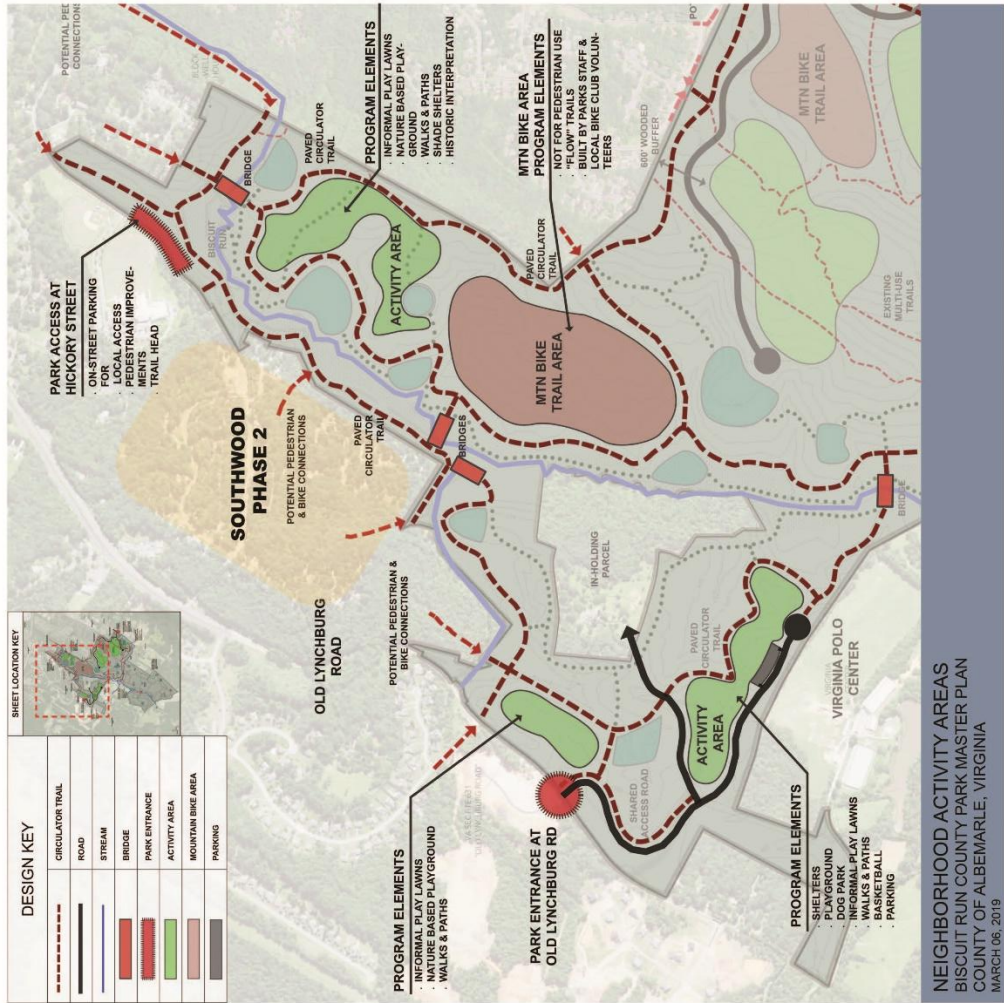 SHEET LOCATION KEY
DESIGN KEY
CIRCULATOR TRAIL
ROAD
STREAM
BRIDGE
PARK ENTRANCE
ACTIVITY AREA
MOUNTAIN BIKE AREA
PARKING
PARK ACCESS AT
HICKORY STREET
· ON-STREET PARKING
FOR
LOCAL ACCESS
· PEDESTRIAN IMPROVE-
MENTS
· TRAIL HEAD
SOUTHWOOD
PHASE 2
POTENTIAL PEDESTRIAN
& BIKE CONNECTIONS
OLD LYNCHBURG
ROAD
POTENTIAL PEDESTRIAN &
BIKE CONNECTIONS
PAVED
CIRCULATOR
TRAIL
BRIDGES
BISCUIT
RUN
BRIDGE
PAVED
CIRCULATOR
TRAIL
PROGRAM ELEMENTS
· INFORMAL PLAY LAWNS
· NATURE BASED PLAY-
GROUND
· WALKS & PATHS
· SHADE SHELTERS
· HISTORIC INTERPRETATION
ACTIVITY AREA
MTN BIKE AREA
PROGRAM ELEMENTS
· NOT FOR PEDESTRIAN USE
· "FLOW" TRAILS
· BUILT BY PARKS STAFF &
LOCAL BIKE CLUB VOLUN-
TEERS
PAVED
CIRCULATOR
TRAIL
MTN BIKE
TRAIL AREA
600' WOODED
BUFFER
MTN BIKE
TRAIL AREA
EXISTING
MULTI-USE
TRAILS
IN-HOLDING
PARCEL
BRIDGE
PAVED
CIRCULATOR
TRAIL
PROGRAM ELEMENTS
· INFORMAL PLAY LAWNS
· NATURE BASED PLAYGROUND
· WALKS & PATHS
PARK ENTRANCE AT
OLD LYNCHBURG RD
SHARED
ACCESS ROAD
ACTIVITY
AREA
VIRGINIA POLO
CENTER
PROGRAM ELEMENTS
· SHELTERS
· PLAYGROUND
· DOG PARK
· INFORMAL PLAY LAWNS
· WALKS & PATHS
· BASKETBALL
· PARKING
NEIGHBORHOOD ACTIVITY AREAS
BISCUIT RUN COUNTY PARK MASTER PLAN
COUNTY OF ALBEMARLE, VIRGINIA
MARCH 06, 2019